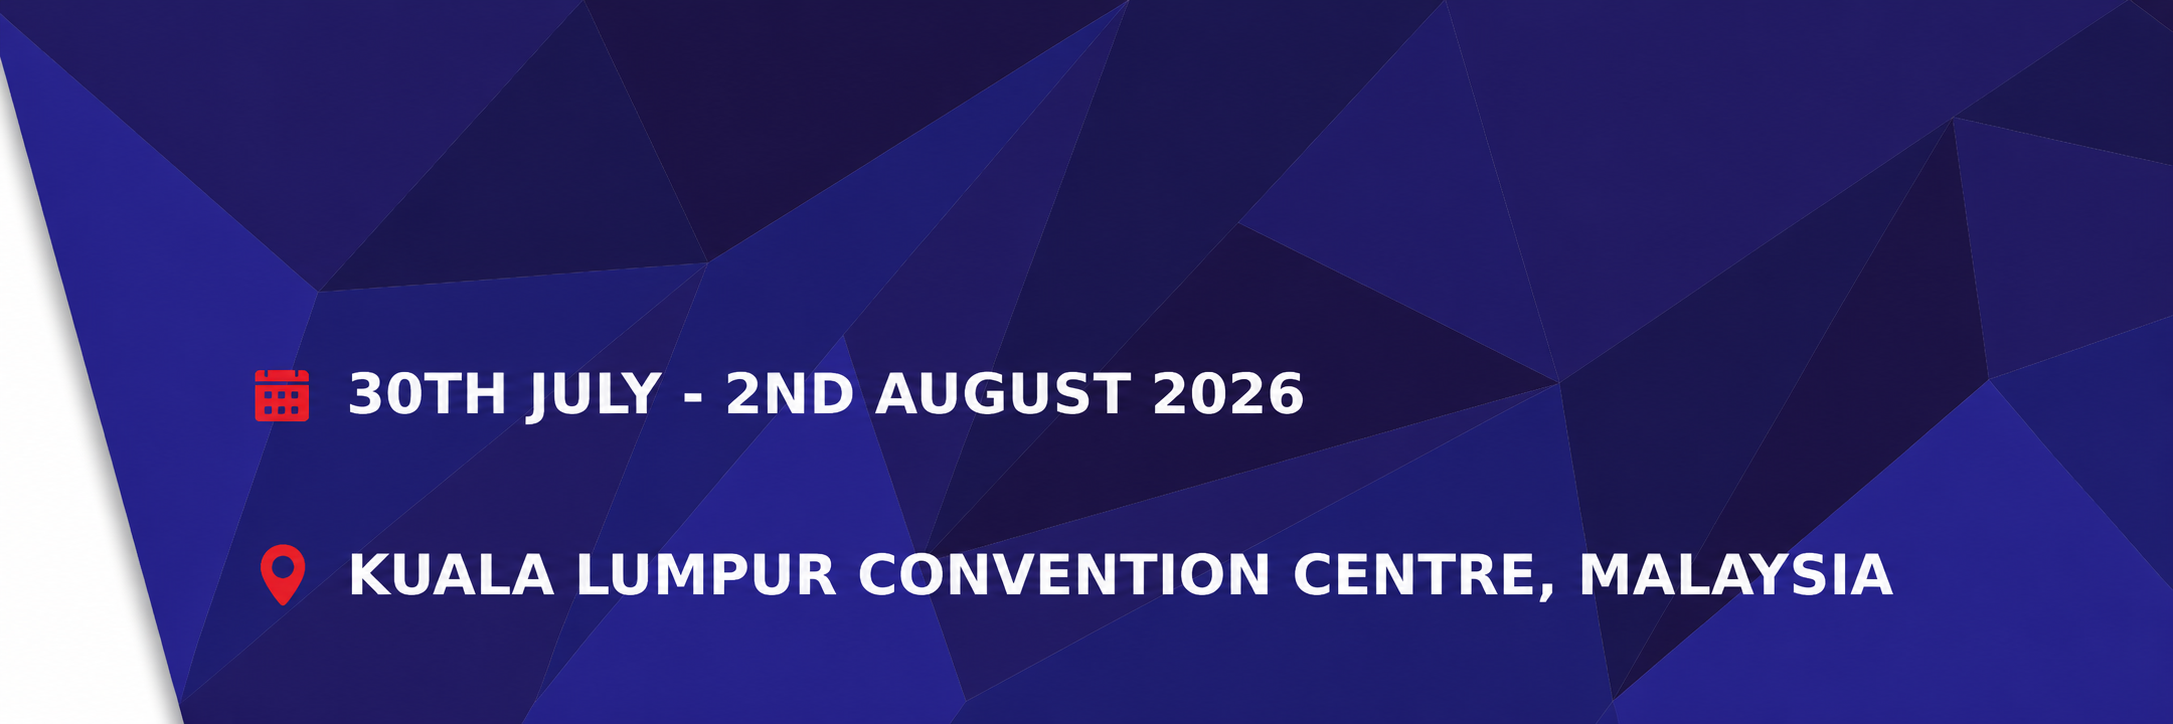 30TH JULY - 2ND AUGUST 2026
KUALA LUMPUR CONVENTION CENTRE, MALAYSIA